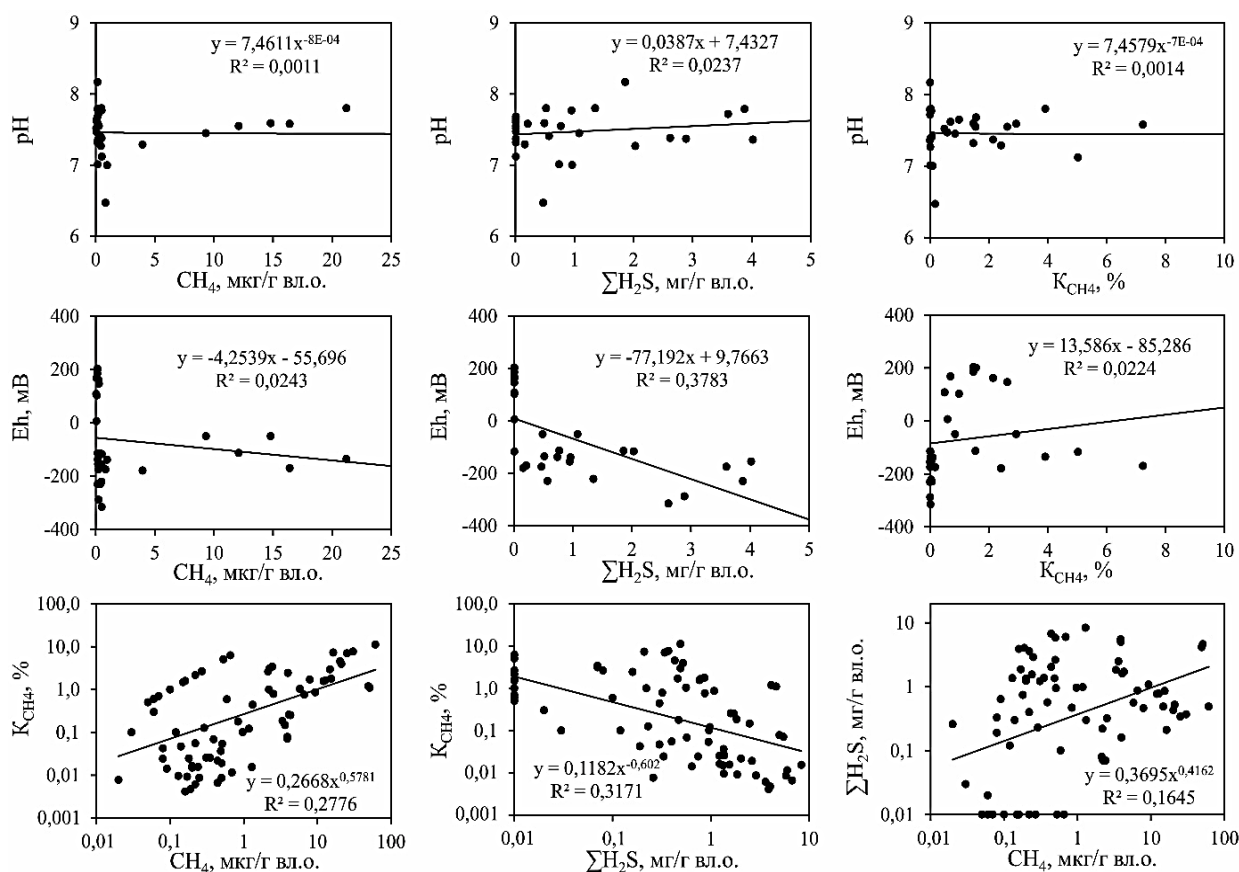 9
8
7
6
pH
y = 7,4611x^-8E-04
R² = 0,0011
0 5 10 15 20 25
CH₄, мкг/г вл.о.
9
8
7
6
pH
y = 0,0387x + 7,4327
R² = 0,0237
0 1 2 3 4 5
∑H₂S, мг/г вл.о.
9
8
7
6
pH
y = 7,4579x^-7E-04
R² = 0,0014
0 2 4 6 8 10
K_CH4, %
400
200
0
-200
-400
Eh, мВ
y = -4,2539x - 55,696
R² = 0,0243
0 5 10 15 20 25
CH₄, мкг/г вл.о.
400
200
0
-200
-400
Eh, мВ
y = -77,192x + 9,7663
R² = 0,3783
0 1 2 3 4 5
∑H₂S, мг/г вл.о.
400
200
0
-200
-400
Eh, мВ
y = 13,586x - 85,286
R² = 0,0224
0 2 4 6 8 10
K_CH4, %
100,0
10,0
1,0
0,1
0,01
0,001
K_CH4, %
y = 0,2668x^0,5781
R² = 0,2776
0,01 0,1 1 10 100
CH₄, мкг/г вл.о.
100,0
10,0
1,0
0,1
0,01
0,001
K_CH4, %
y = 0,1182x^-0,602
R² = 0,3171
0,01 0,1 1 10
∑H₂S, мг/г вл.о.
10
1
0,1
0,01
∑H₂S, мг/г вл.о.
y = 0,3695x^0,4162
R² = 0,1645
0,01 0,1 1 10 100
CH₄, мкг/г вл.о.